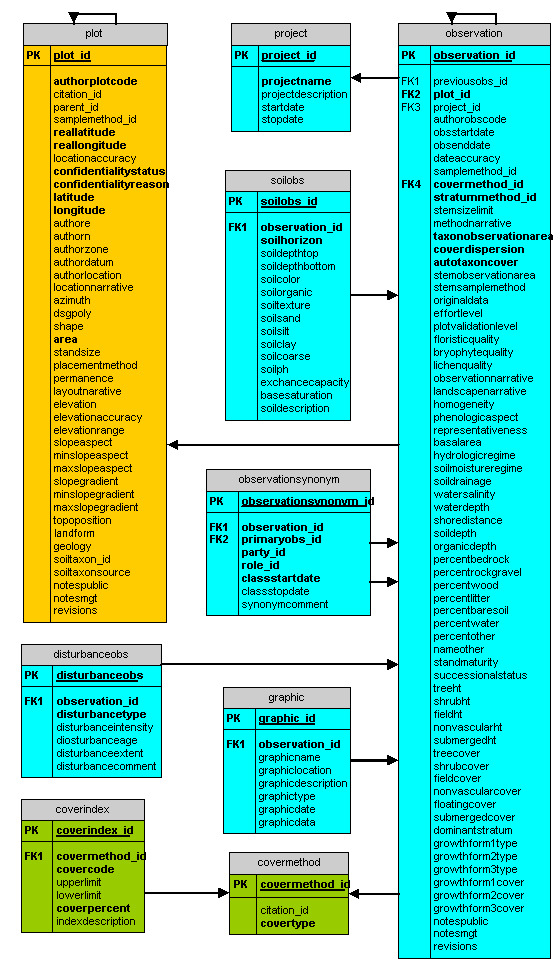 plot
PK plot_id
authorplotcode
citation_id
parent_id
samplemethod_id
reallatitude
reallongitude
locationaccuracy
confidentialitystatus
confidentialityreason
latitude
longitude
authore
authorn
authorzone
authordatum
authorlocation
locationnarrative
azimuth
dsgpoly
shape
area
standsize
placementmethod
permanence
layoutnarative
elevation
elevationaccuracy
elevationrange
slopeaspect
minslopeaspect
maxslopeaspect
slopegradient
minslopegradient
maxslopegradient
topoposition
landform
geology
soiltaxon_id
soiltaxonsource
notespublic
notesmgt
revisions
project
PK project_id
projectname
projectdescription
startdate
stopdate
soilobs
PK soilobs_id
FK1 observation_id
soilhorizon
soildepthtop
soildepthbottom
soilcolor
soilorganic
soiltexture
soilsand
soilsilt
soilclay
soilcoarse
soilph
exchancecapacity
basesaturation
soildescription
observationsynonym
PK observationsynonym_id
FK1 observation_id
FK2 primaryobs_id
party_id
role_id
classstartdate
classstopdate
synonymcomment
disturbanceobs
PK disturbanceobs
FK1 observation_id
disturbancetype
disturbanceintensity
diosturbanceage
disturbanceextent
disturbancecomment
graphic
PK graphic_id
FK1 observation_id
graphicname
graphiclocation
graphicdescription
graphictype
graphicdate
graphicdata
coverindex
PK coverindex_id
FK1 covermethod_id
covercode
upperlimit
lowerlimit
coverpercent
indexdescription
covermethod
PK covermethod_id
citation_id
covertype
observation
PK observation_id
FK1 previousobs_id
FK2 plot_id
FK3 project_id
authorobscode
obsstartdate
obsenddate
dateaccuracy
samplemethod_id
FK4 covermethod_id
stratummethod_id
stemsizelimit
methodnarrative
taxonobservationarea
coverdispersion
autotaxoncover
stemobservationarea
stemsamplemethod
originaldata
effortlevel
plotvalidationlevel
floristicquality
bryophytequality
lichenquality
observationnarrative
landscapenarrative
homogeneity
phenologicaspect
representativeness
basalarea
hydrologicregime
soilmoistureregime
soildrainage
watersalinity
waterdepth
shoredistance
soildepth
organicdepth
percentbedrock
percentrockgravel
percentwood
percentlitter
percentbaresoil
percentwater
percentother
nameother
standmaturity
successionalstatus
treeht
shrubht
fieldht
nonvascularht
submergedht
treecover
shrubcover
fieldcover
nonvascularcover
floatingcover
submergedcover
dominantstratum
growthform1type
growthform2type
growthform3type
growthform1cover
growthform2cover
growthform3cover
notespublic
notesmgt
revisions